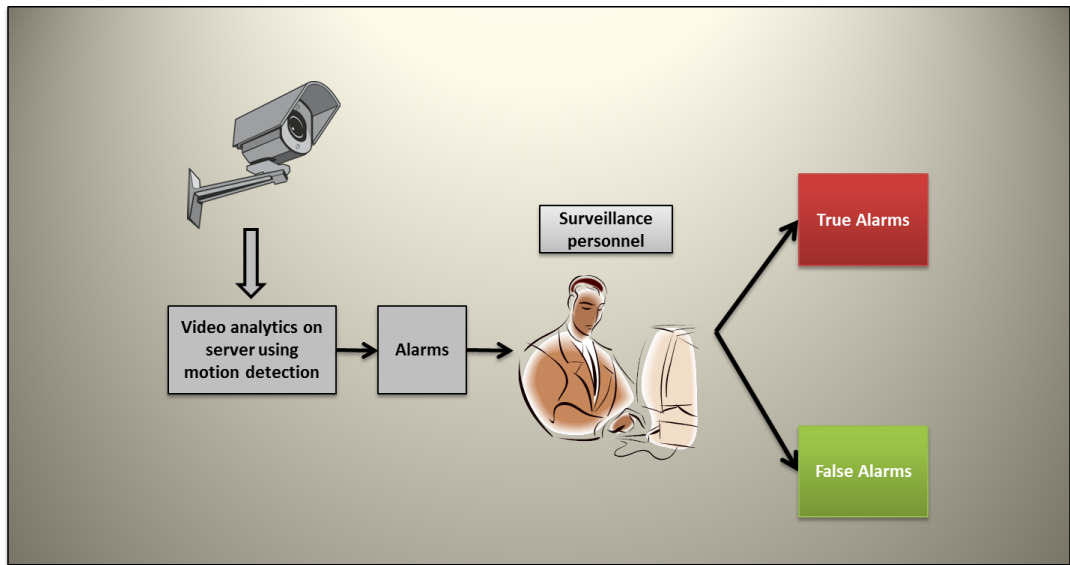 Surveillance
personnel
True Alarms
Video analytics on
server using
motion detection
Alarms
False Alarms